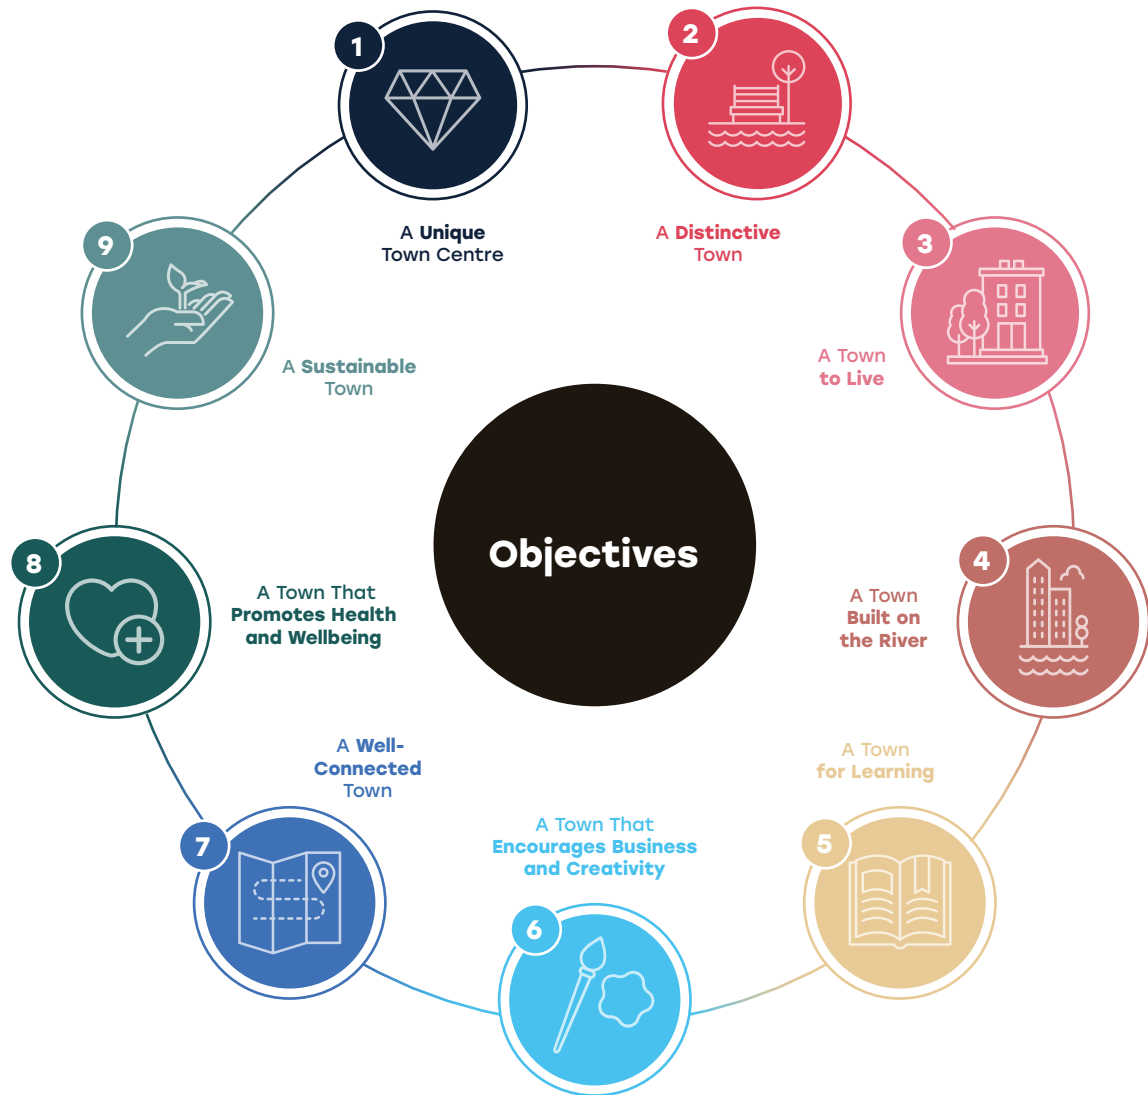 1
A Unique
Town Centre
2
A Distinctive
Town
3
A Town
to Live
4
A Town
Built on
the River
5
A Town
for Learning
6
A Town That
Encourages Business
and Creativity
7
A Well-
Connected
Town
8
A Town That
Promotes Health
and Wellbeing
9
A Sustainable
Town
Objectives